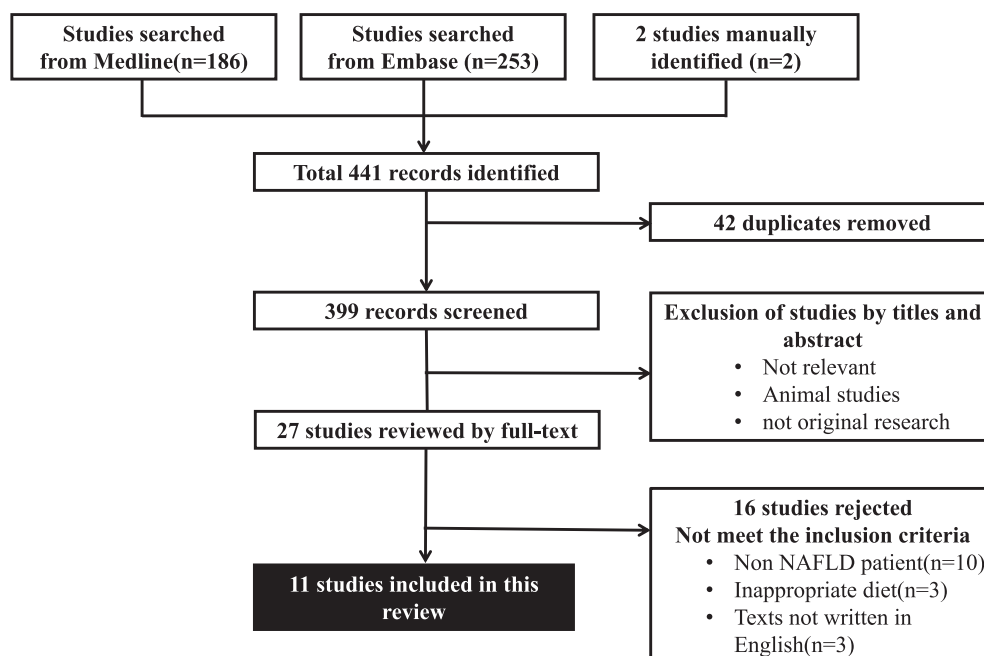 Studies searched
from Medline(n=186)
Studies searched
from Embase (n=253)
2 studies manually
identified (n=2)
Total 441 records identified
42 duplicates removed
399 records screened
Exclusion of studies by titles and
abstract
• Not relevant
• Animal studies
• not original research
27 studies reviewed by full-text
16 studies rejected
Not meet the inclusion criteria
• Non NAFLD patient(n=10)
• Inappropriate diet(n=3)
• Texts not written in
English(n=3)
11 studies included in this
review